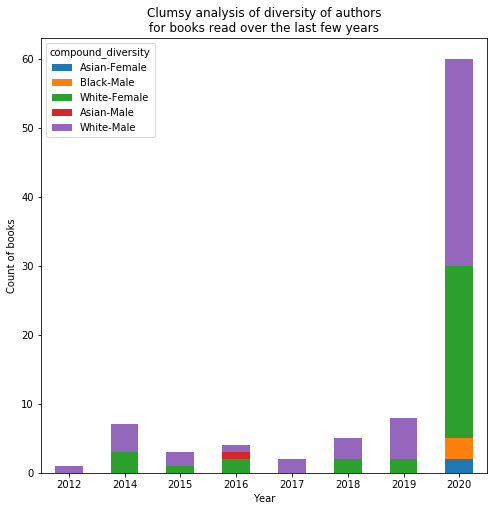 Clumsy analysis of diversity of authors
for books read over the last few years
compound_diversity
Asian-Female
Black-Male
White-Female
Asian-Male
White-Male
Count of books
60
50
40
30
20
10
0
2012 2014 2015 2016 2017 2018 2019 2020
Year